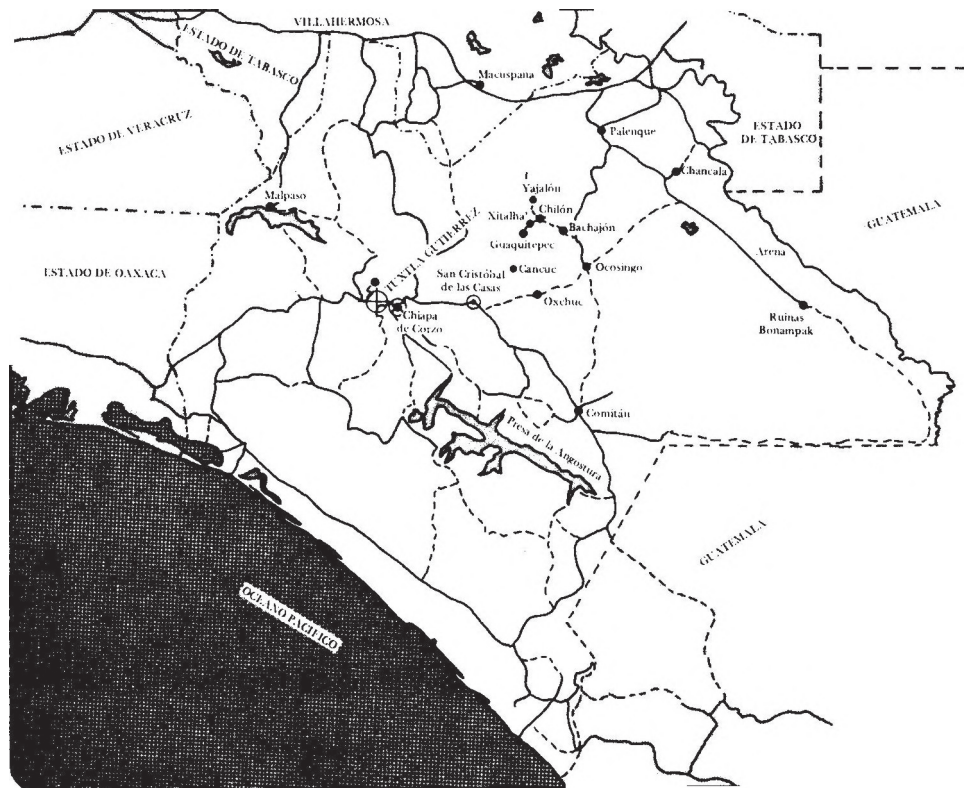 VILLAHERMOSA
ESTADO DE TABASCO
Macuspana
ESTADO DE VERACRUZ
Palenque
ESTADO
DE TABASCO
Chancala
Yajalón
Malpaso
Chilón
Xitalha'
GUATEMALA
Bachajón
Guaquitepec
TUXTLA GUTIERREZ
Arena
ESTADO DE OAXACA
Cancuc
Ocosingo
San Cristóbal
de las Casas
Oxchuc
Chiapa
de Corzo
Ruinas
Bonampak
Comitán
Presa de la Angostura
GUATEMALA
OCEANO PACIFICO